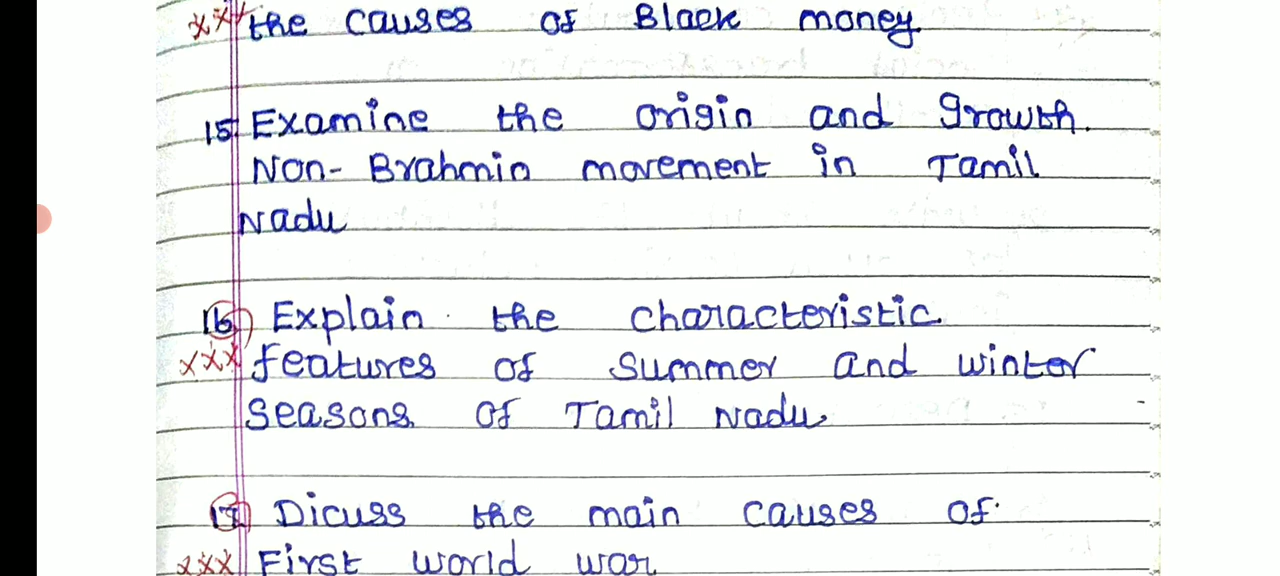 xxx the causes of Black money
15 Examine the origin and growth.
Non-Brahmin movement in Tamil
Nadu
16) Explain the characteristic
xxx features of summer and winter
seasons of Tamil Nadu
17) Dicuss the main causes of
xxx First world war